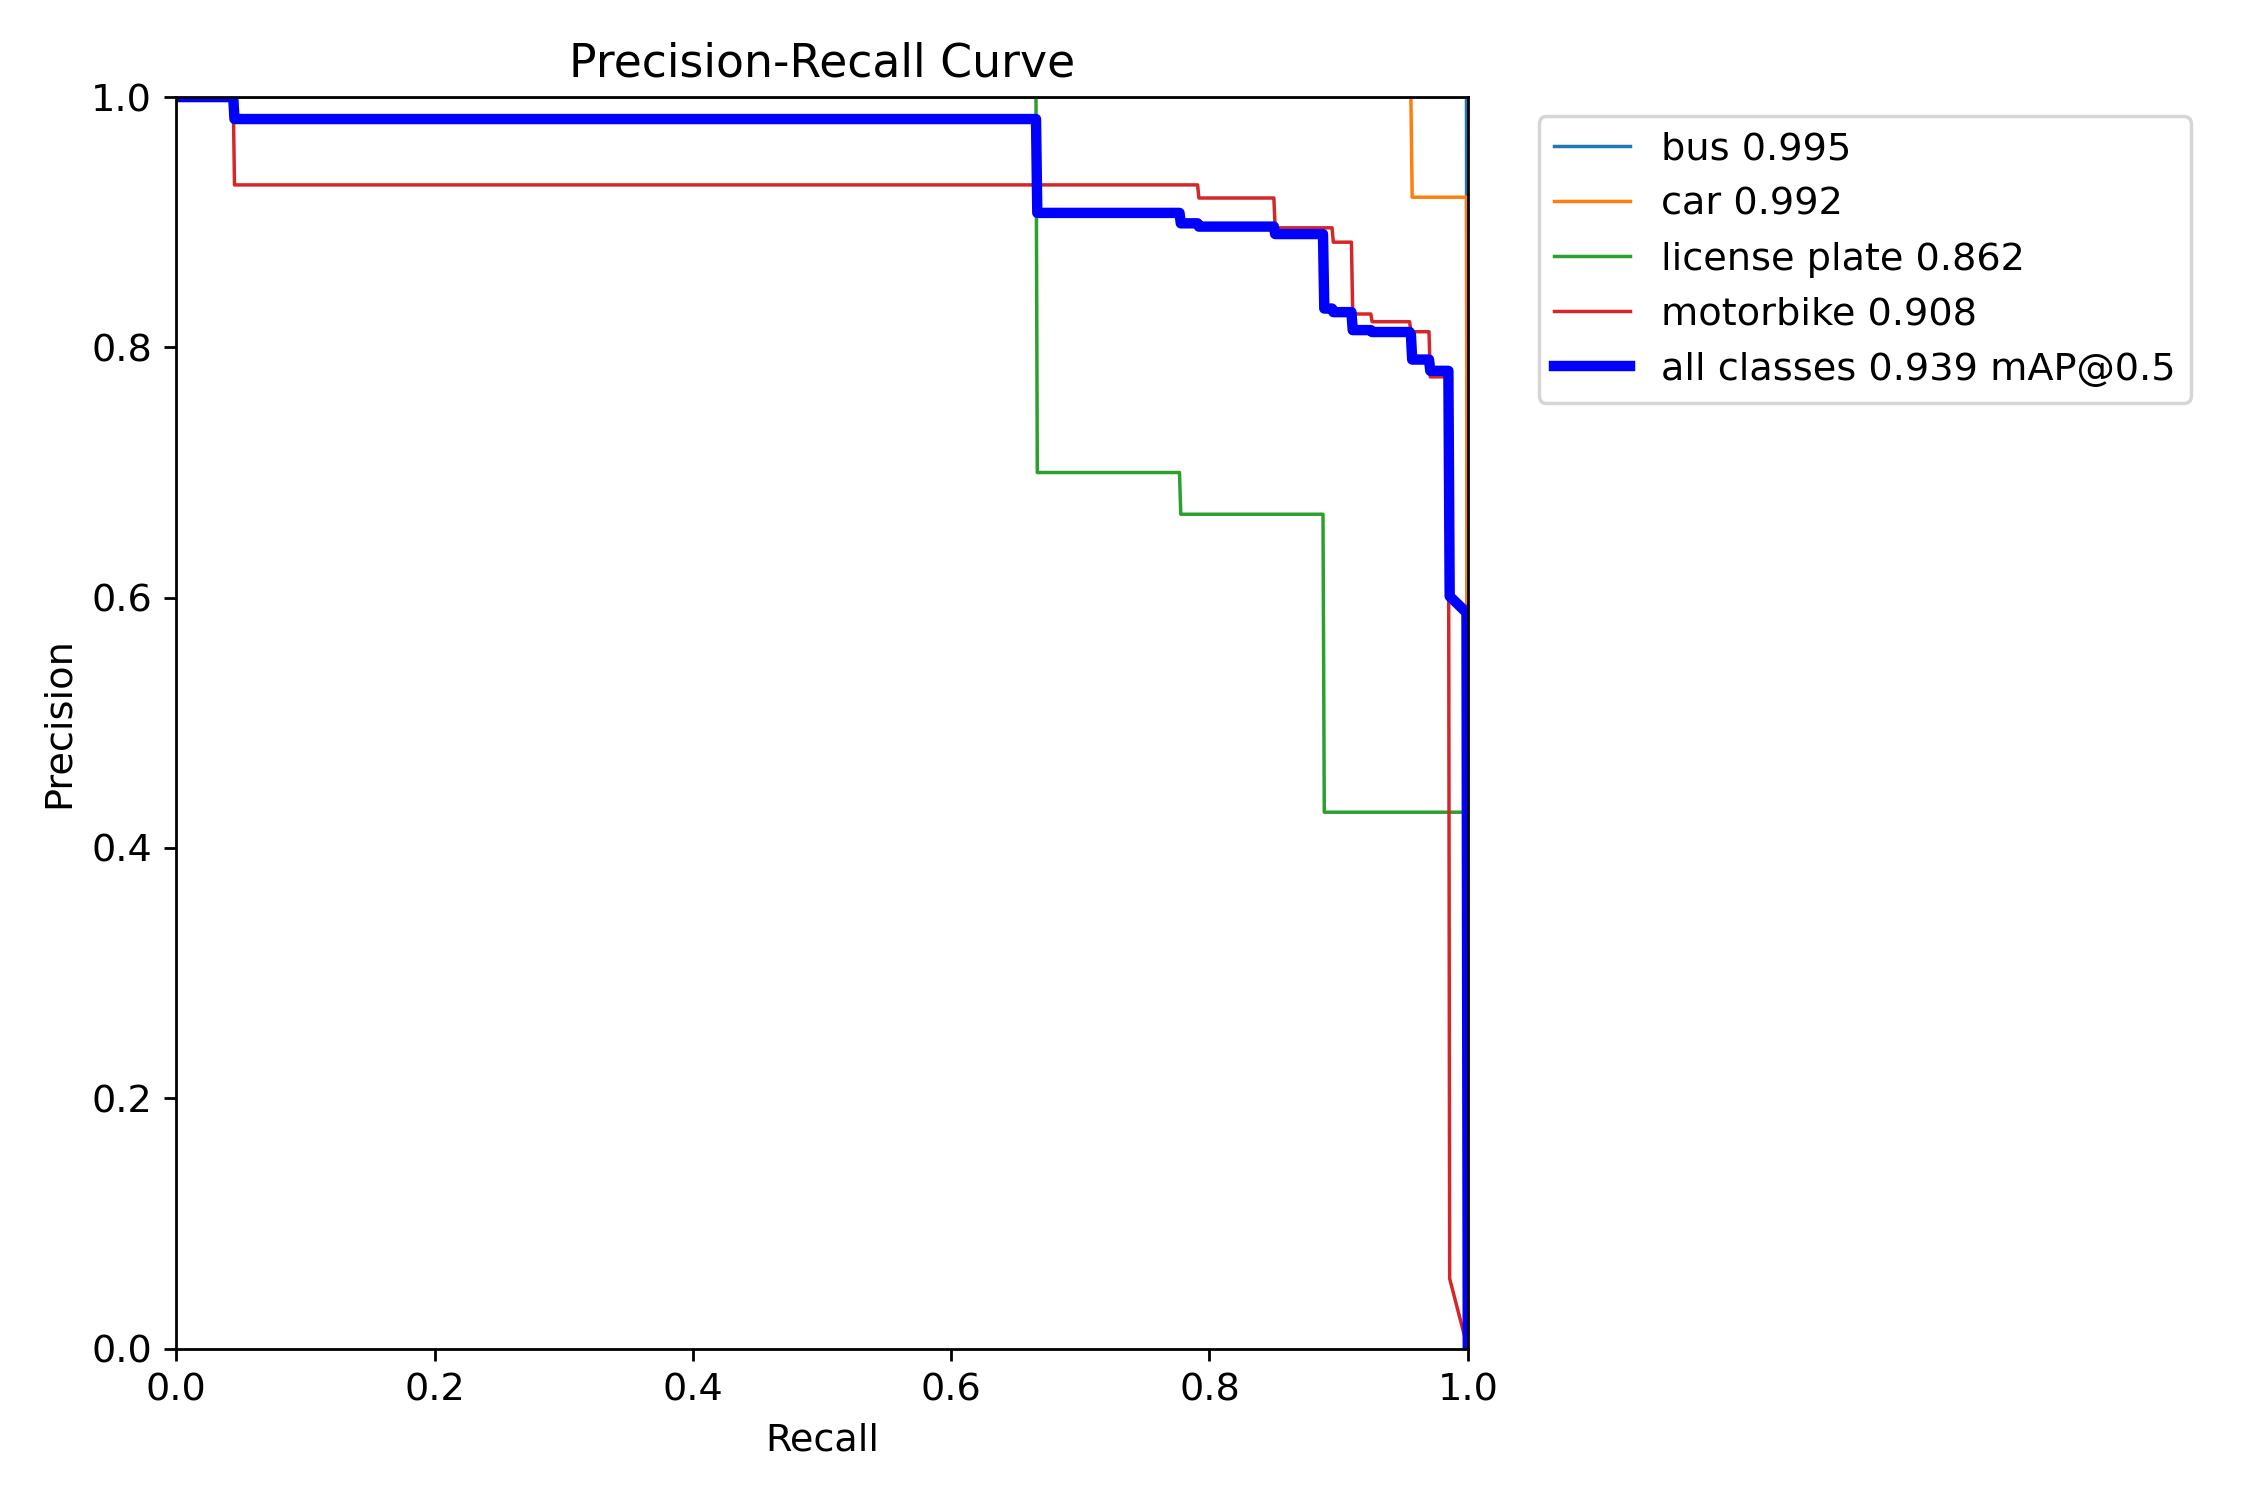 Precision-Recall Curve
1.0
0.8
0.6
0.4
0.2
0.0
Precision
0.0 0.2 0.4 0.6 0.8 1.0
Recall
bus 0.995
car 0.992
license plate 0.862
motorbike 0.908
all classes 0.939 mAP@0.5